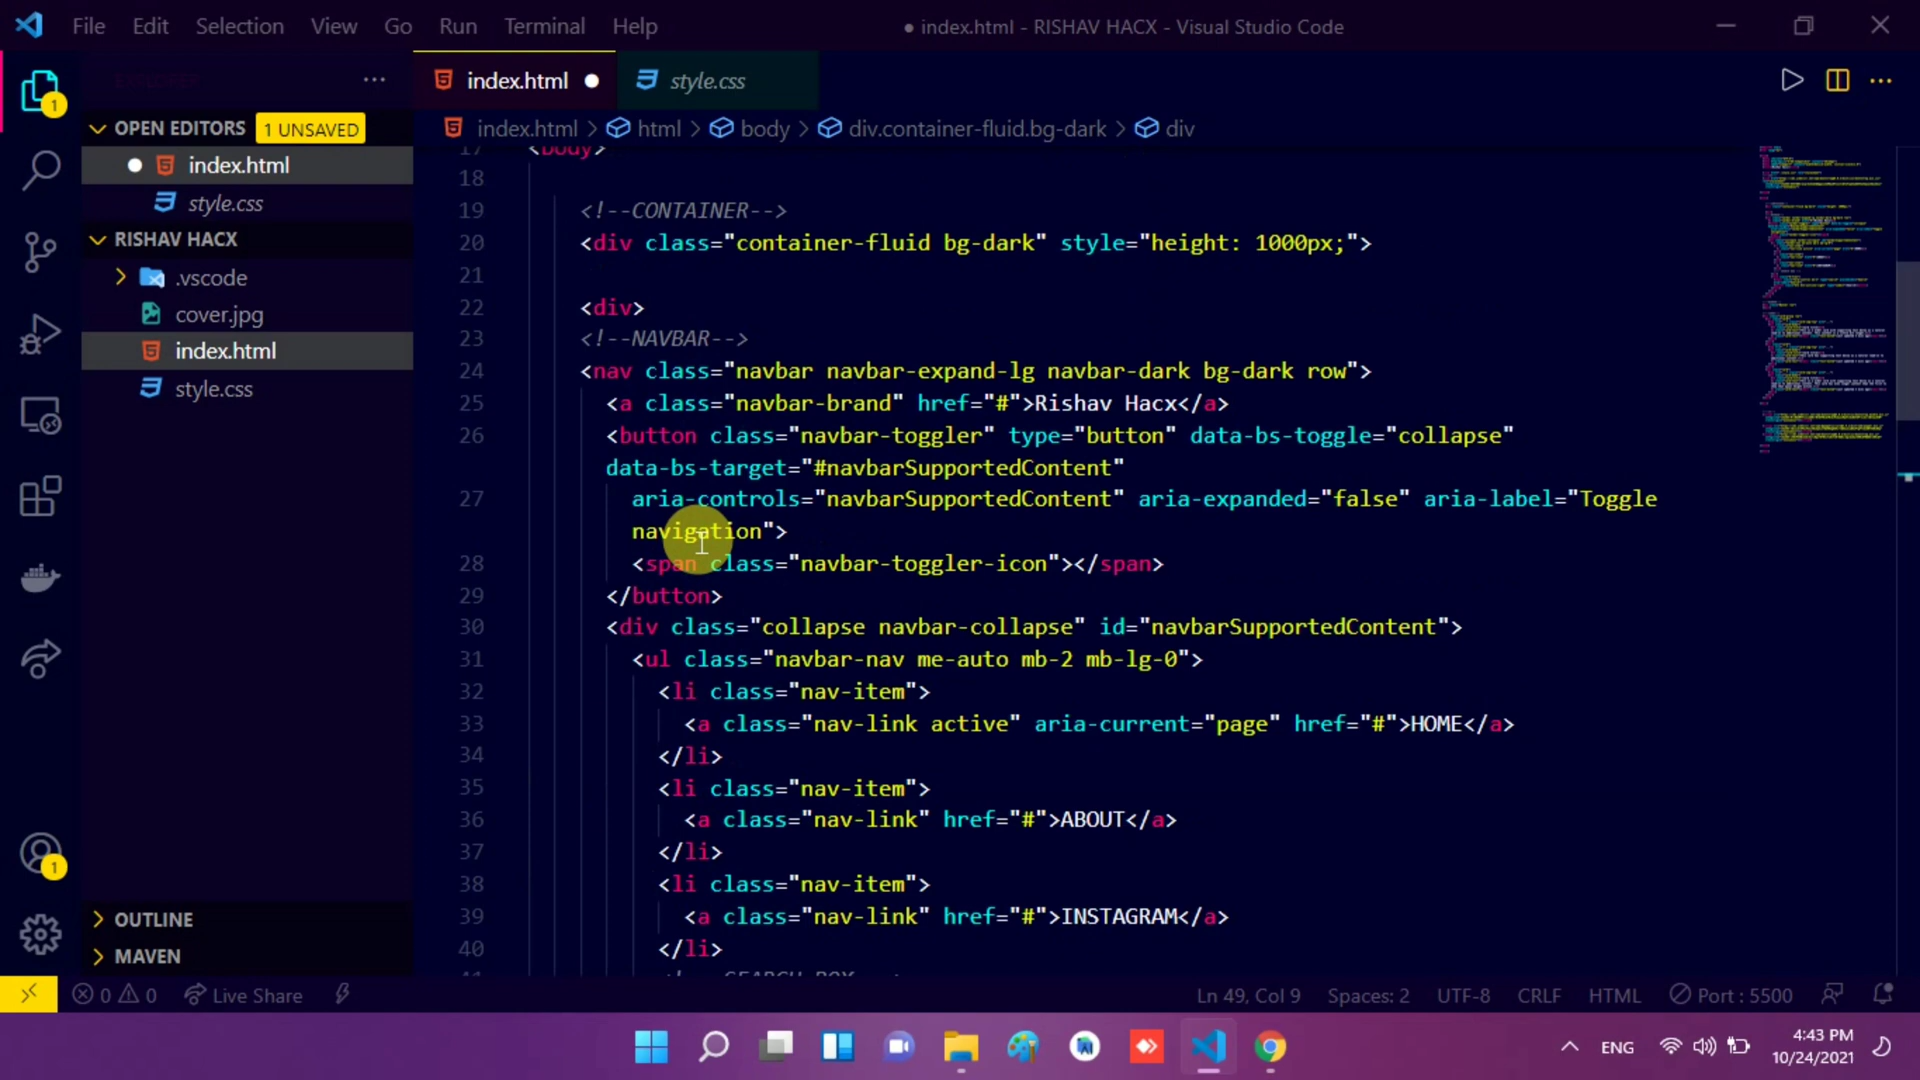 File Edit Selection View Go Run Terminal Help
● index.html - RISHAV HACX - Visual Studio Code
EXPLORER
index.html
style.css
OPEN EDITORS 1 UNSAVED
index.html
style.css
RISHAV HACX
.vscode
cover.jpg
index.html
style.css
OUTLINE
MAVEN
1
1
index.html > html > body > div.container-fluid.bg-dark > div
17 <body>
18
19 <!--CONTAINER-->
20 <div class="container-fluid bg-dark" style="height: 1000px;">
21
22 <div>
23 <!--NAVBAR-->
24 <nav class="navbar navbar-expand-lg navbar-dark bg-dark row">
25 <a class="navbar-brand" href="#">Rishav Hacx</a>
26 <button class="navbar-toggler" type="button" data-bs-toggle="collapse"
data-bs-target="#navbarSupportedContent"
27 aria-controls="navbarSupportedContent" aria-expanded="false" aria-label="Toggle
navigation">
28 <span class="navbar-toggler-icon"></span>
29 </button>
30 <div class="collapse navbar-collapse" id="navbarSupportedContent">
31 <ul class="navbar-nav me-auto mb-2 mb-lg-0">
32 <li class="nav-item">
33 <a class="nav-link active" aria-current="page" href="#">HOME</a>
34 </li>
35 <li class="nav-item">
36 <a class="nav-link" href="#">ABOUT</a>
37 </li>
38 <li class="nav-item">
39 <a class="nav-link" href="#">INSTAGRAM</a>
40 </li>
0 0 Live Share
Ln 49, Col 9 Spaces: 2 UTF-8 CRLF HTML Port : 5500
ENG
4:43 PM
10/24/2021